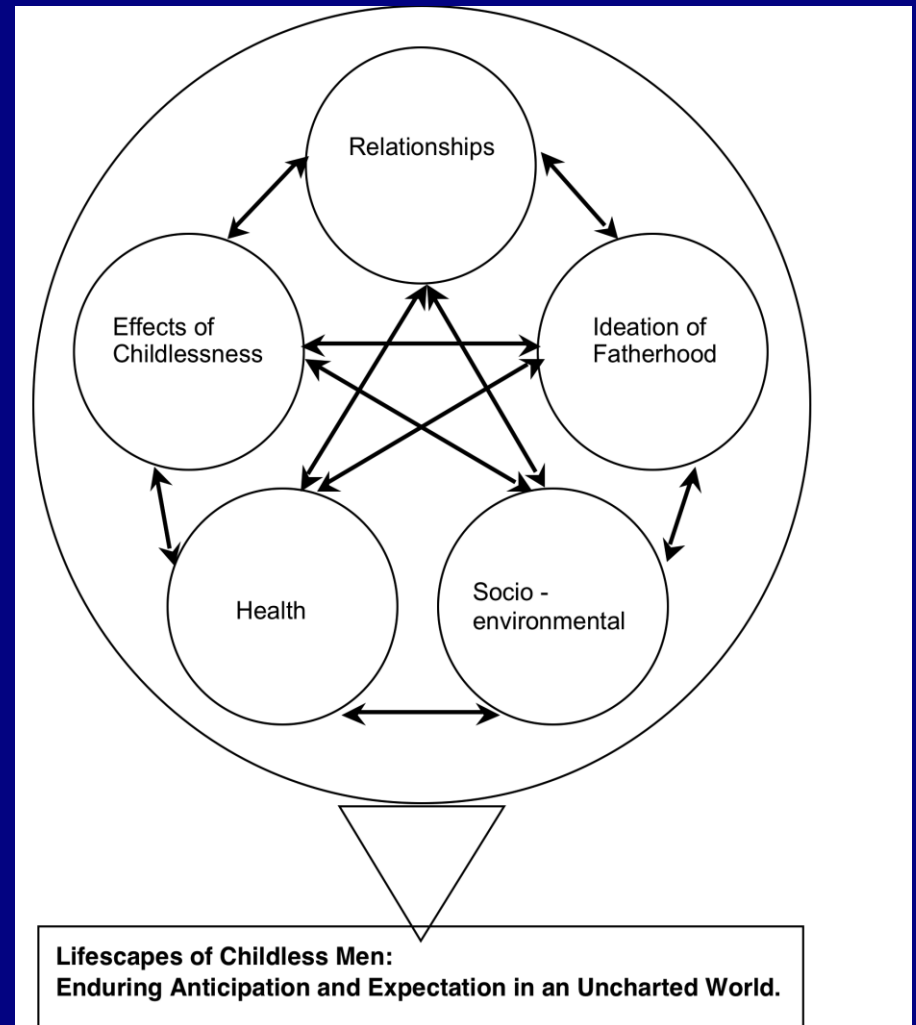 Relationships
Effects of
Childlessness
Ideation of
Fatherhood
Health
Socio -
environmental
Lifescapes of Childless Men:
Enduring Anticipation and Expectation in an Uncharted World.